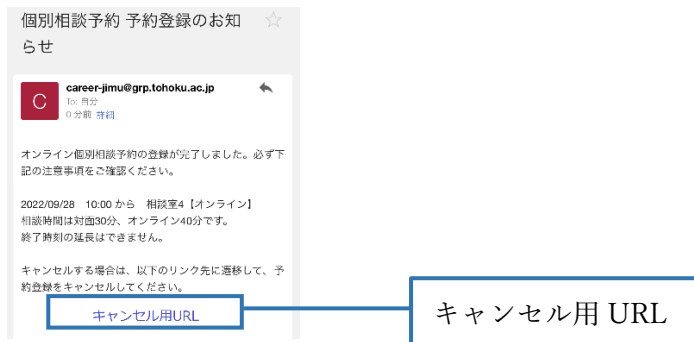 個別相談予約 予約登録のお知
らせ
C
career-jimu@grp.tohoku.ac.jp
To: 自分
0 分前 詳細
オンライン個別相談予約の登録が完了しました。必ず下
記の注意事項をご確認ください。
2022/09/28 10:00 から 相談室4【オンライン】
相談時間は対面30分、オンライン40分です。
終了時刻の延長はできません。
キャンセルする場合は、以下のリンク先に遷移して、予
約登録をキャンセルしてください。
キャンセル用URL
キャンセル用 URL